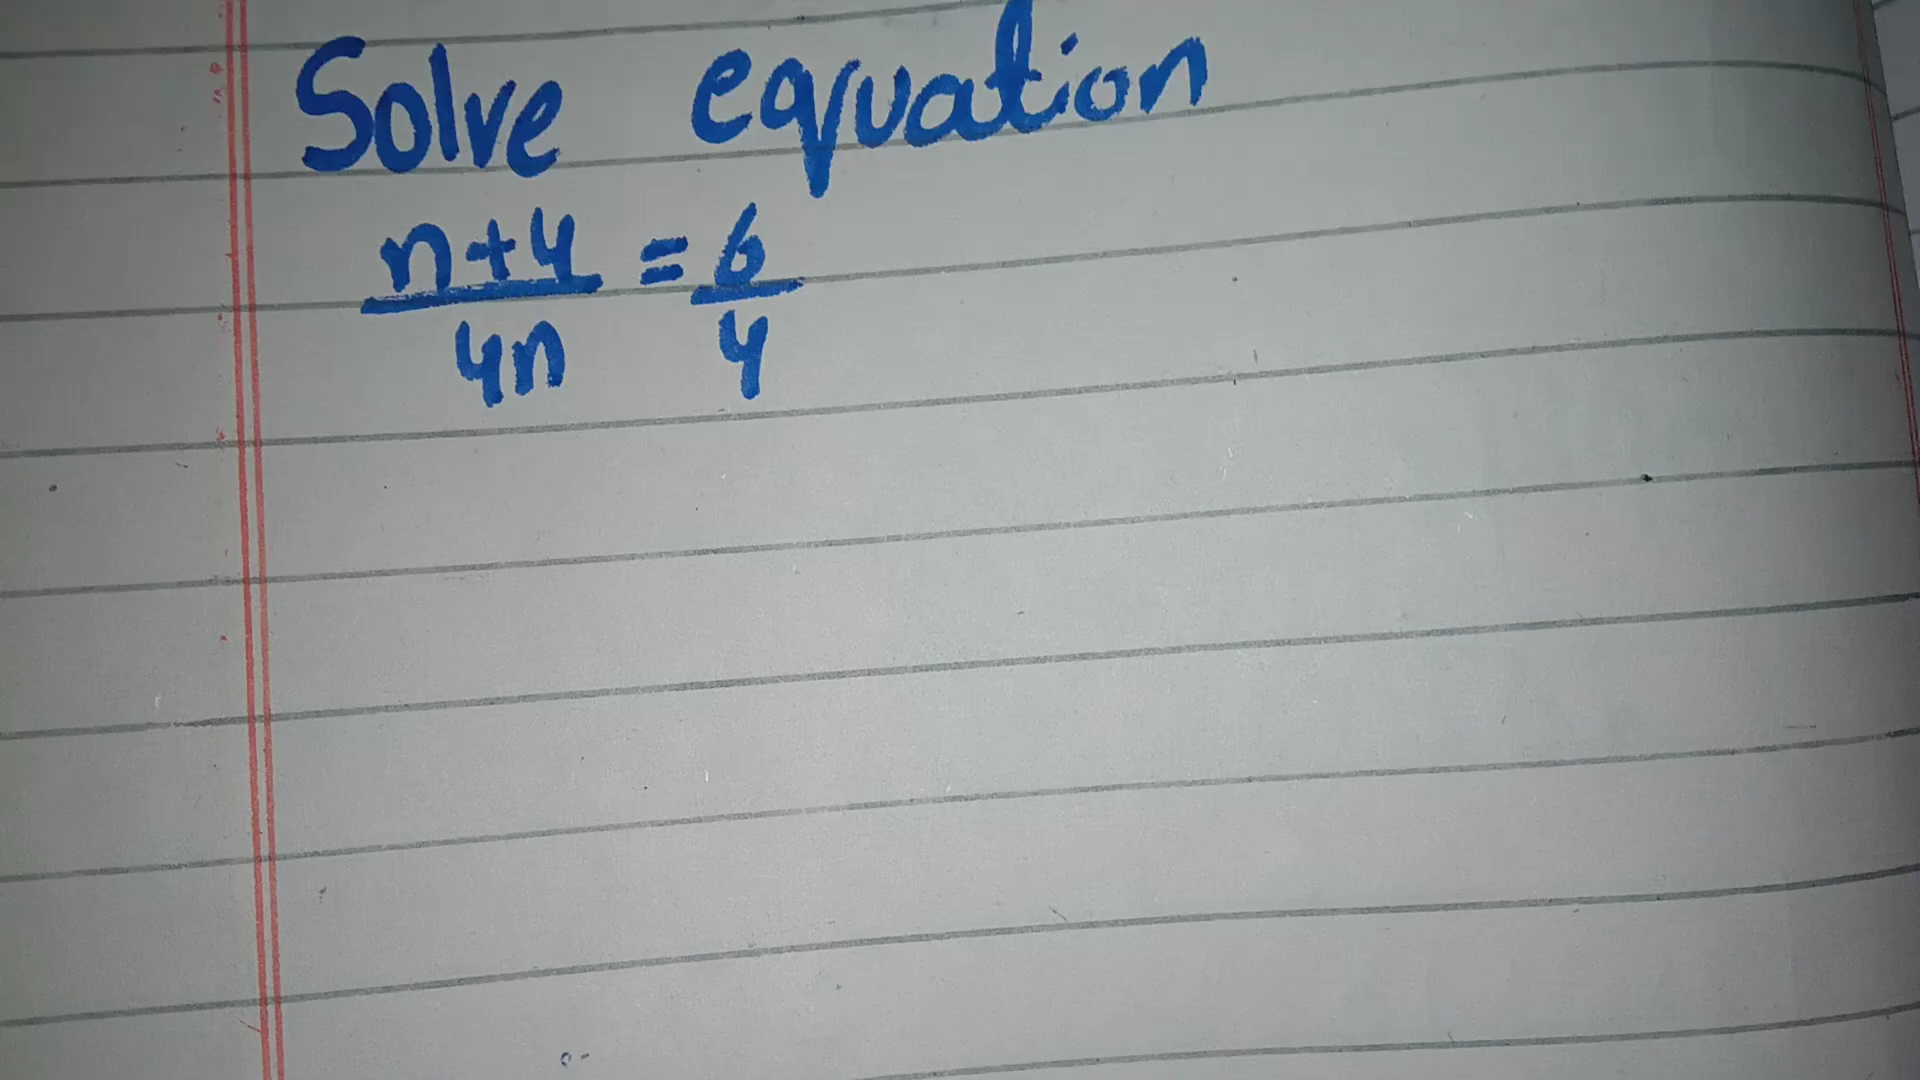 Solve equation
n+4/4n = 6/4